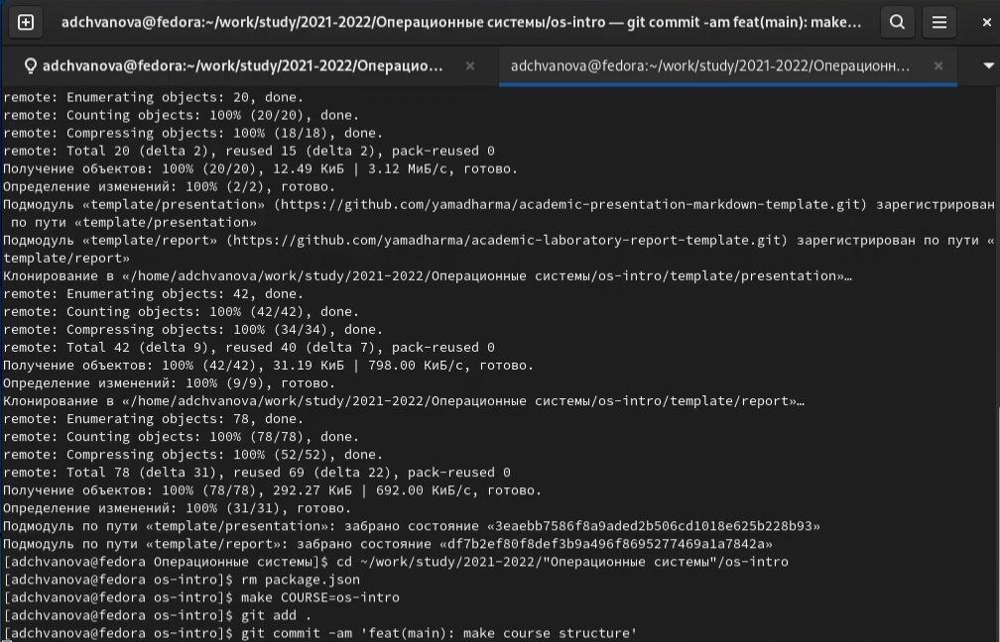 adchvanova@fedora:~/work/study/2021-2022/Операционные системы/os-intro — git commit -am feat(main): make…
adchvanova@fedora:~/work/study/2021-2022/Операцио…
adchvanova@fedora:~/work/study/2021-2022/Операционн…
remote: Enumerating objects: 20, done.
remote: Counting objects: 100% (20/20), done.
remote: Compressing objects: 100% (18/18), done.
remote: Total 20 (delta 2), reused 15 (delta 2), pack-reused 0
Получение объектов: 100% (20/20), 12.49 КиБ | 3.12 МиБ/с, готово.
Определение изменений: 100% (2/2), готово.
Подмодуль «template/presentation» (https://github.com/yamadharma/academic-presentation-markdown-template.git) зарегистрирован
по пути «template/presentation»
Подмодуль «template/report» (https://github.com/yamadharma/academic-laboratory-report-template.git) зарегистрирован по пути «
template/report»
Клонирование в «/home/adchvanova/work/study/2021-2022/Операционные системы/os-intro/template/presentation»…
remote: Enumerating objects: 42, done.
remote: Counting objects: 100% (42/42), done.
remote: Compressing objects: 100% (34/34), done.
remote: Total 42 (delta 9), reused 40 (delta 7), pack-reused 0
Получение объектов: 100% (42/42), 31.19 КиБ | 798.00 КиБ/с, готово.
Определение изменений: 100% (9/9), готово.
Клонирование в «/home/adchvanova/work/study/2021-2022/Операционные системы/os-intro/template/report»…
remote: Enumerating objects: 78, done.
remote: Counting objects: 100% (78/78), done.
remote: Compressing objects: 100% (52/52), done.
remote: Total 78 (delta 31), reused 69 (delta 22), pack-reused 0
Получение объектов: 100% (78/78), 292.27 КиБ | 692.00 КиБ/с, готово.
Определение изменений: 100% (31/31), готово.
Подмодуль по пути «template/presentation»: забрано состояние «3eaebb7586f8a9aded2b506cd1018e625b228b93»
Подмодуль по пути «template/report»: забрано состояние «df7b2ef80f8def3b9a496f8695277469a1a7842a»
[adchvanova@fedora Операционные системы]$ cd ~/work/study/2021-2022/"Операционные системы"/os-intro
[adchvanova@fedora os-intro]$ rm package.json
[adchvanova@fedora os-intro]$ make COURSE=os-intro
[adchvanova@fedora os-intro]$ git add .
[adchvanova@fedora os-intro]$ git commit -am 'feat(main): make course structure'